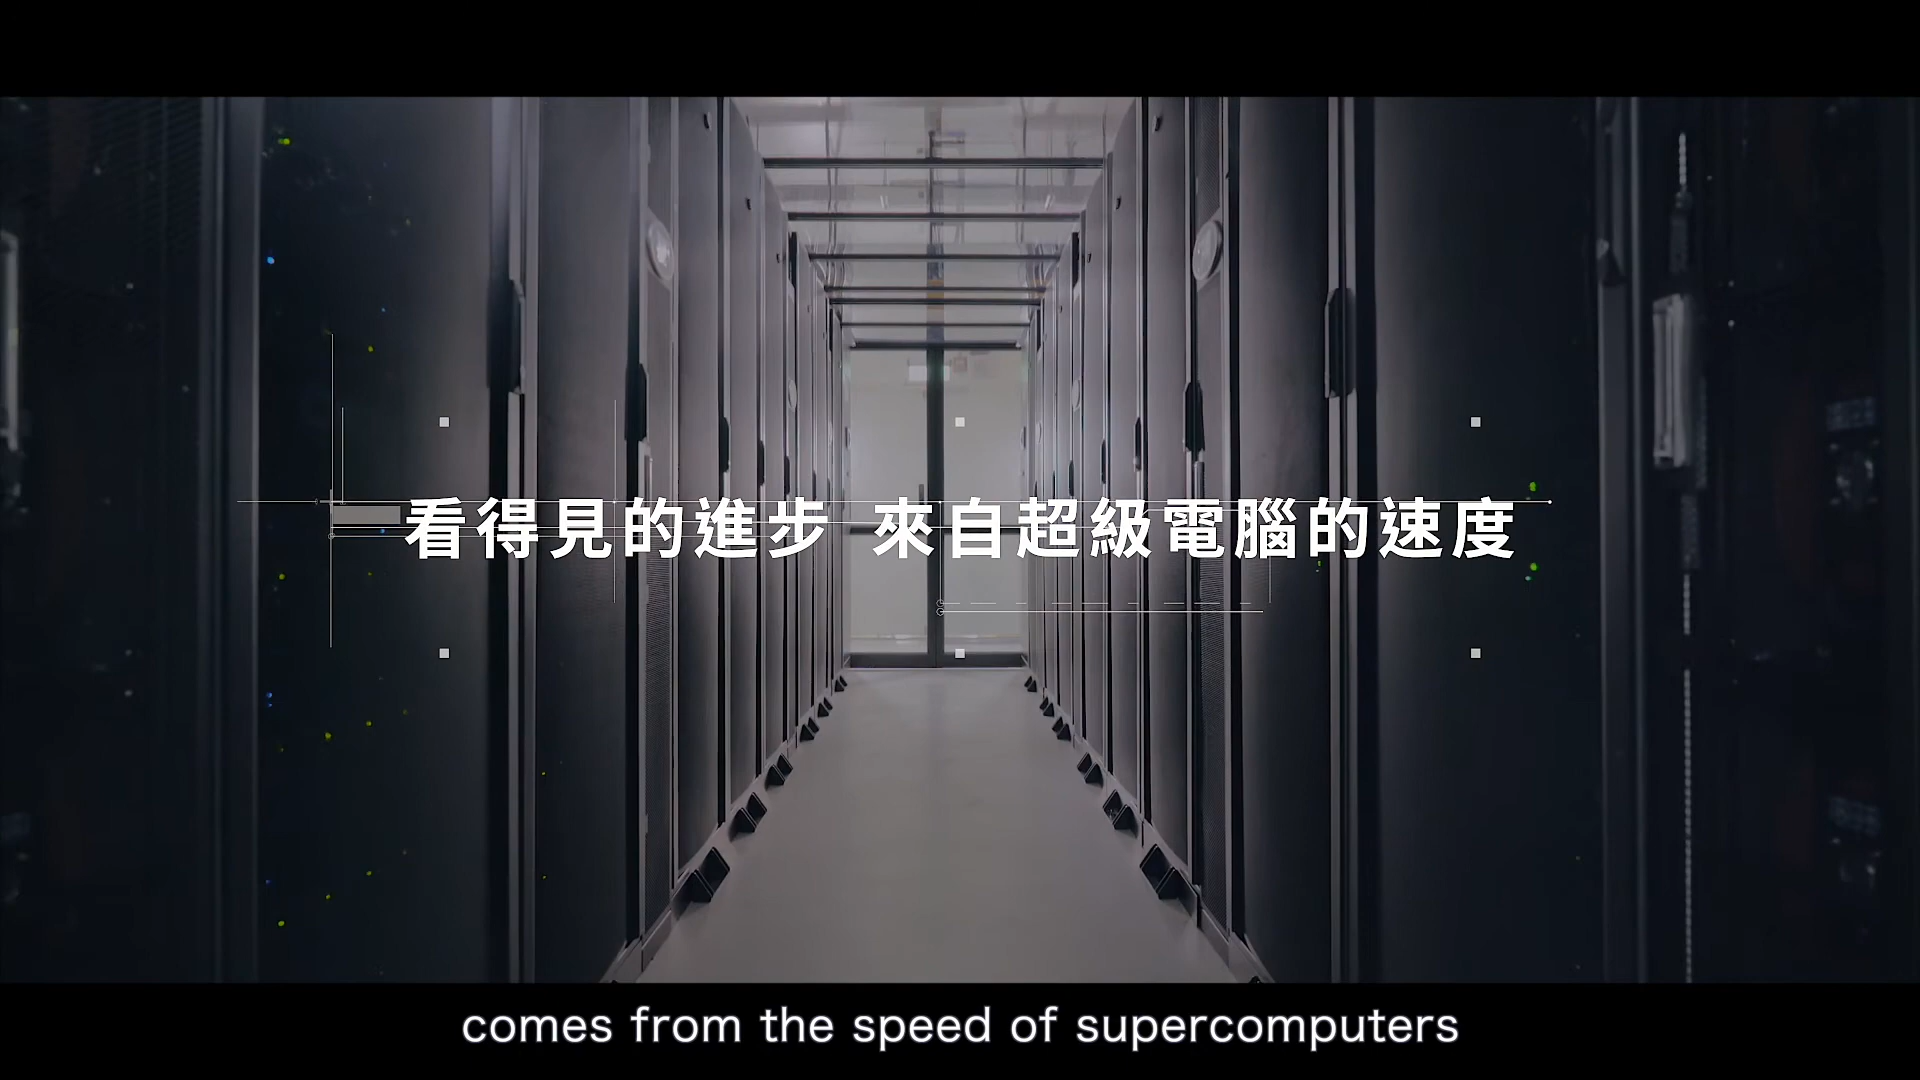 看得見的進步 來自超級電腦的速度
comes from the speed of supercomputers